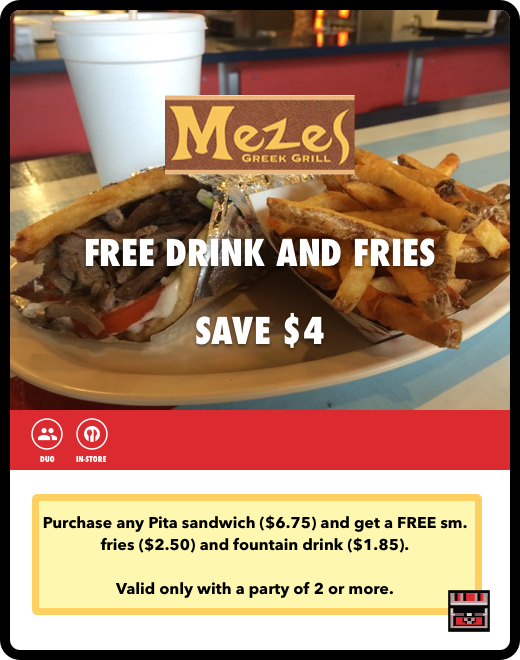 Mezes
GREEK GRILL
FREE DRINK AND FRIES
SAVE $4
DUO
IN-STORE
Purchase any Pita sandwich ($6.75) and get a FREE sm.
fries ($2.50) and fountain drink ($1.85).
Valid only with a party of 2 or more.